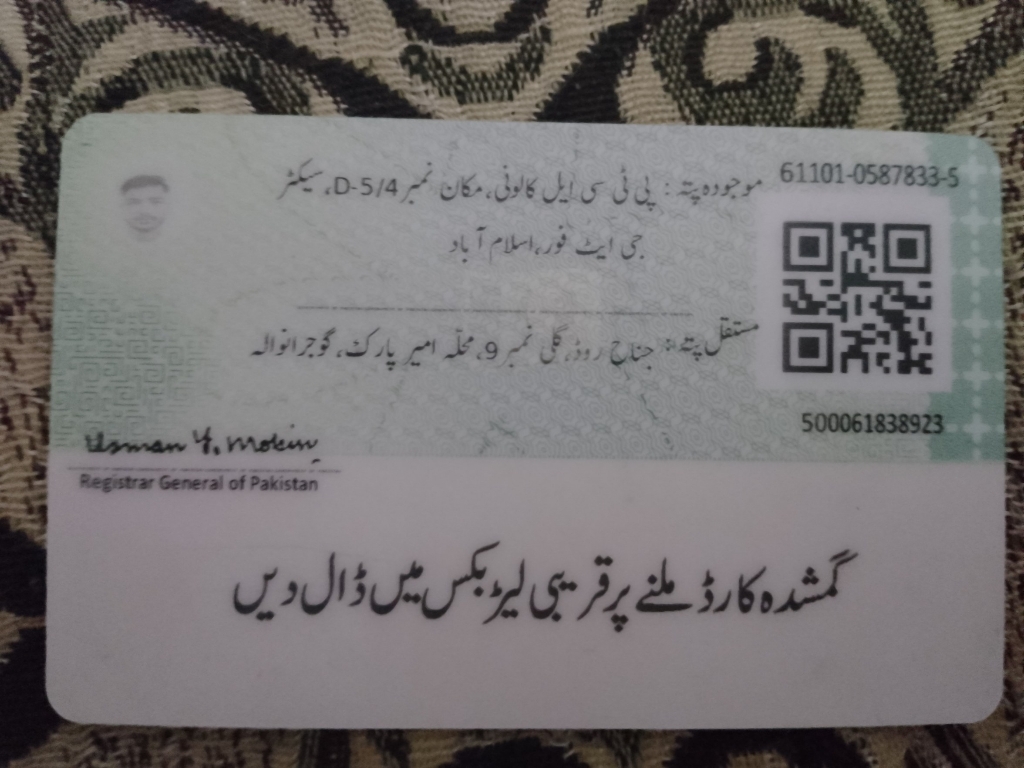 61101-0587833-5
موجودہ پتہ: پی ٹی سی ایل کالونی، مکان نمبر D-5/4، سیکٹر
جی ایٹ فور، اسلام آباد
مستقل پتہ: جناح روڈ، گلی نمبر 9، محلہ امیر پارک، گوجرانوالہ
500061838923
Usman Y. Mobin
Registrar General of Pakistan
گمشدہ کارڈ ملنے پر قریبی لیٹر بکس میں ڈال دیں